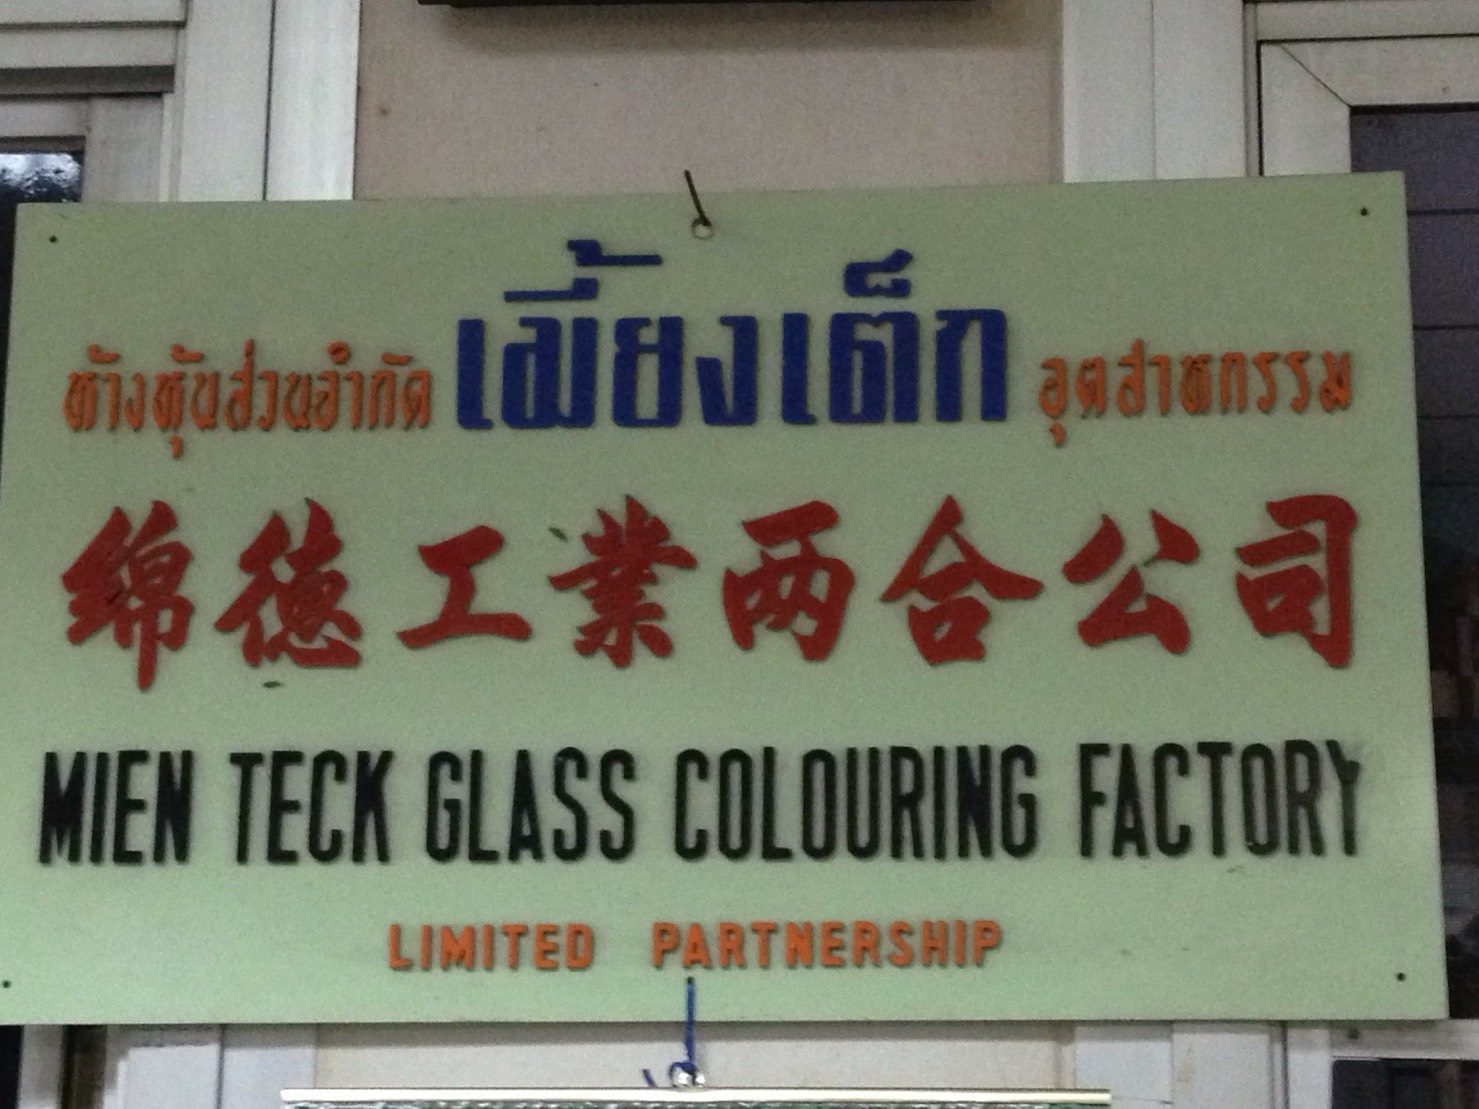 ห้างหุ้นส่วนจำกัด เมี้ยงเต็ก อุตสาหกรรม
綿德工業两合公司
MIEN TECK GLASS COLOURING FACTORY
LIMITED PARTNERSHIP